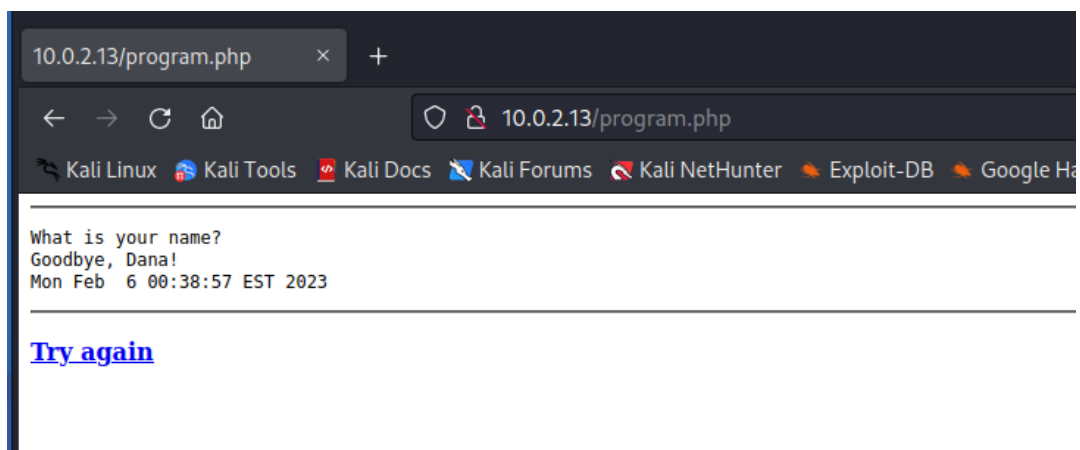 10.0.2.13/program.php
10.0.2.13/program.php
Kali Linux Kali Tools Kali Docs Kali Forums Kali NetHunter Exploit-DB Google Ha
What is your name?
Goodbye, Dana!
Mon Feb  6 00:38:57 EST 2023
Try again